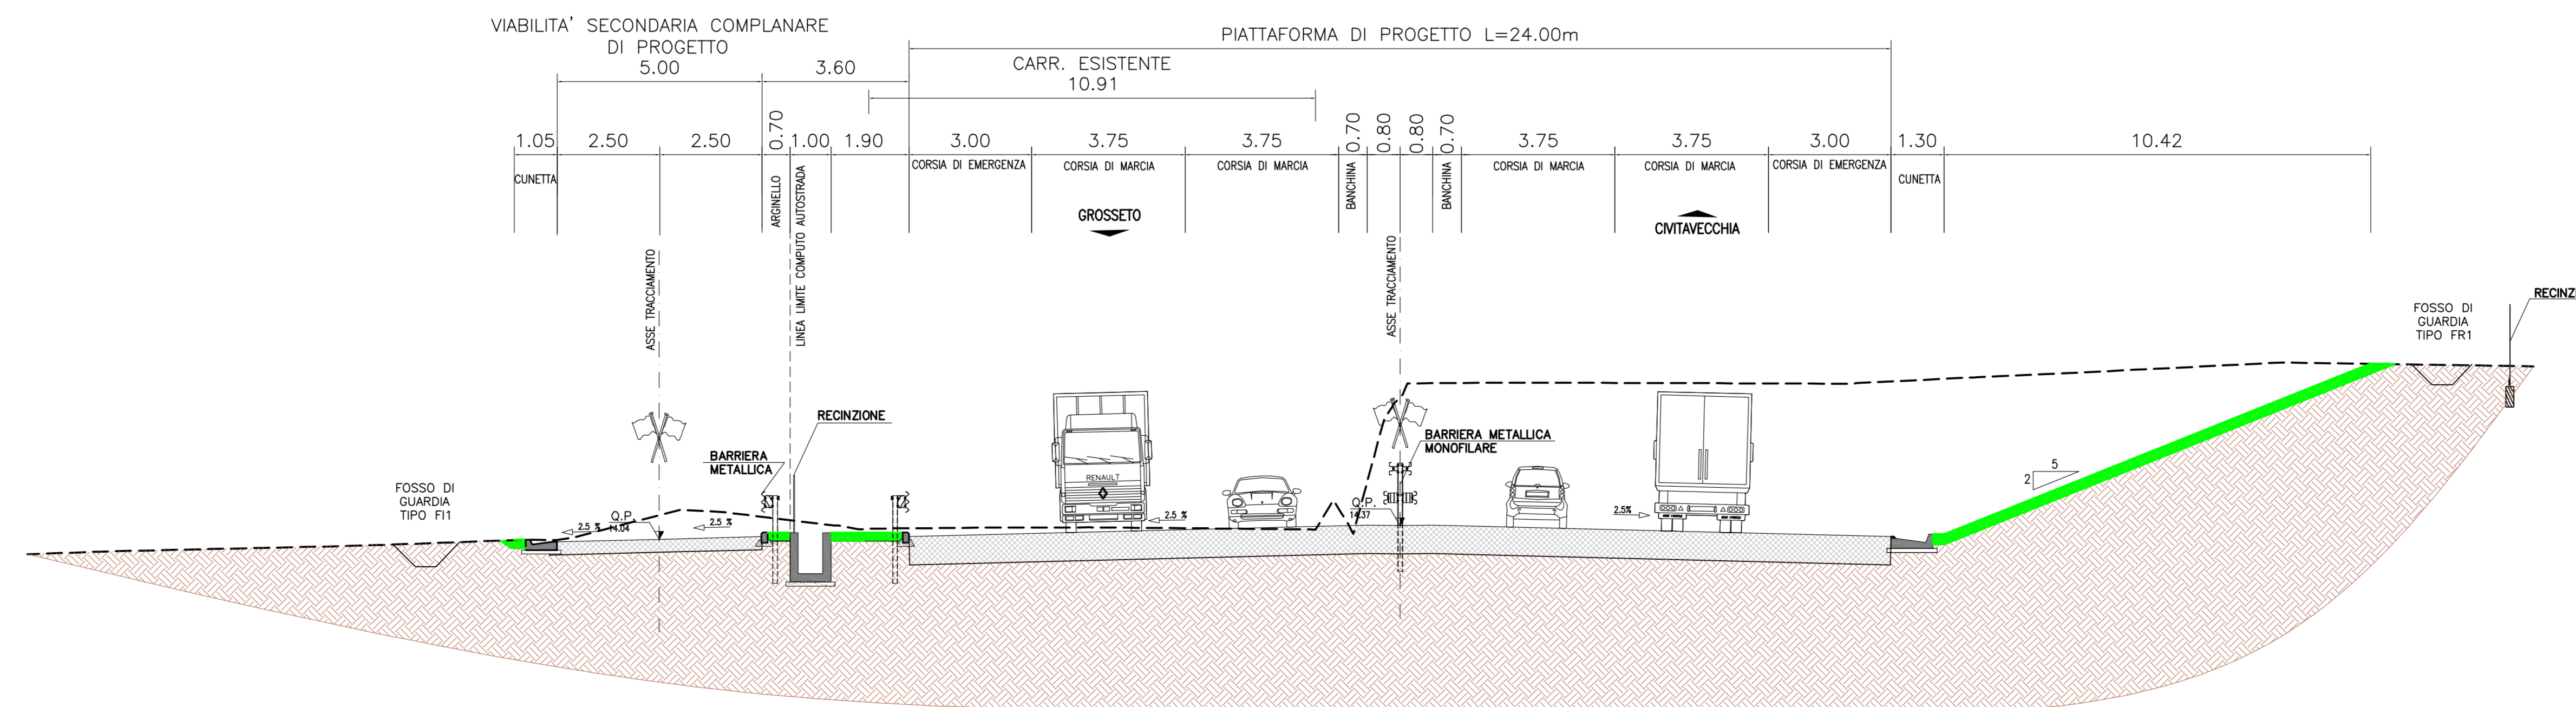 VIABILITA' SECONDARIA COMPLANARE
DI PROGETTO
5.00
3.60
PIATTAFORMA DI PROGETTO L=24.00m
CARR. ESISTENTE
10.91
1.05
2.50
2.50
0.70
1.00
1.90
3.00
3.75
3.75
0.70
0.80
0.80
0.70
3.75
3.75
3.00
1.30
10.42
CUNETTA
ARGINELLO
LINEA LIMITE COMPUTO AUTOSTRADA
CORSIA DI EMERGENZA
CORSIA DI MARCIA
CORSIA DI MARCIA
BANCHINA
BANCHINA
CORSIA DI MARCIA
CORSIA DI MARCIA
CORSIA DI EMERGENZA
CUNETTA
GROSSETO
CIVITAVECCHIA
ASSE TRACCIAMENTO
ASSE TRACCIAMENTO
RECINZ
FOSSO DI
GUARDIA
TIPO FR1
RECINZIONE
BARRIERA
METALLICA
BARRIERA METALLICA
MONOFILARE
RENAULT
5
2
FOSSO DI
GUARDIA
TIPO FI1
2.5 %
Q.P.
14.04
2.5 %
2.5 %
Q.P.
14.37
2.5%